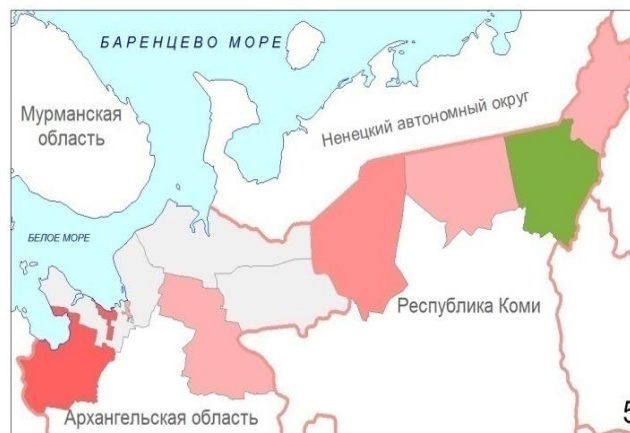 БАРЕНЦЕВО МОРЕ
Мурманская
область
Ненецкий автономный округ
БЕЛОЕ МОРЕ
Республика Коми
Архангельская область
5